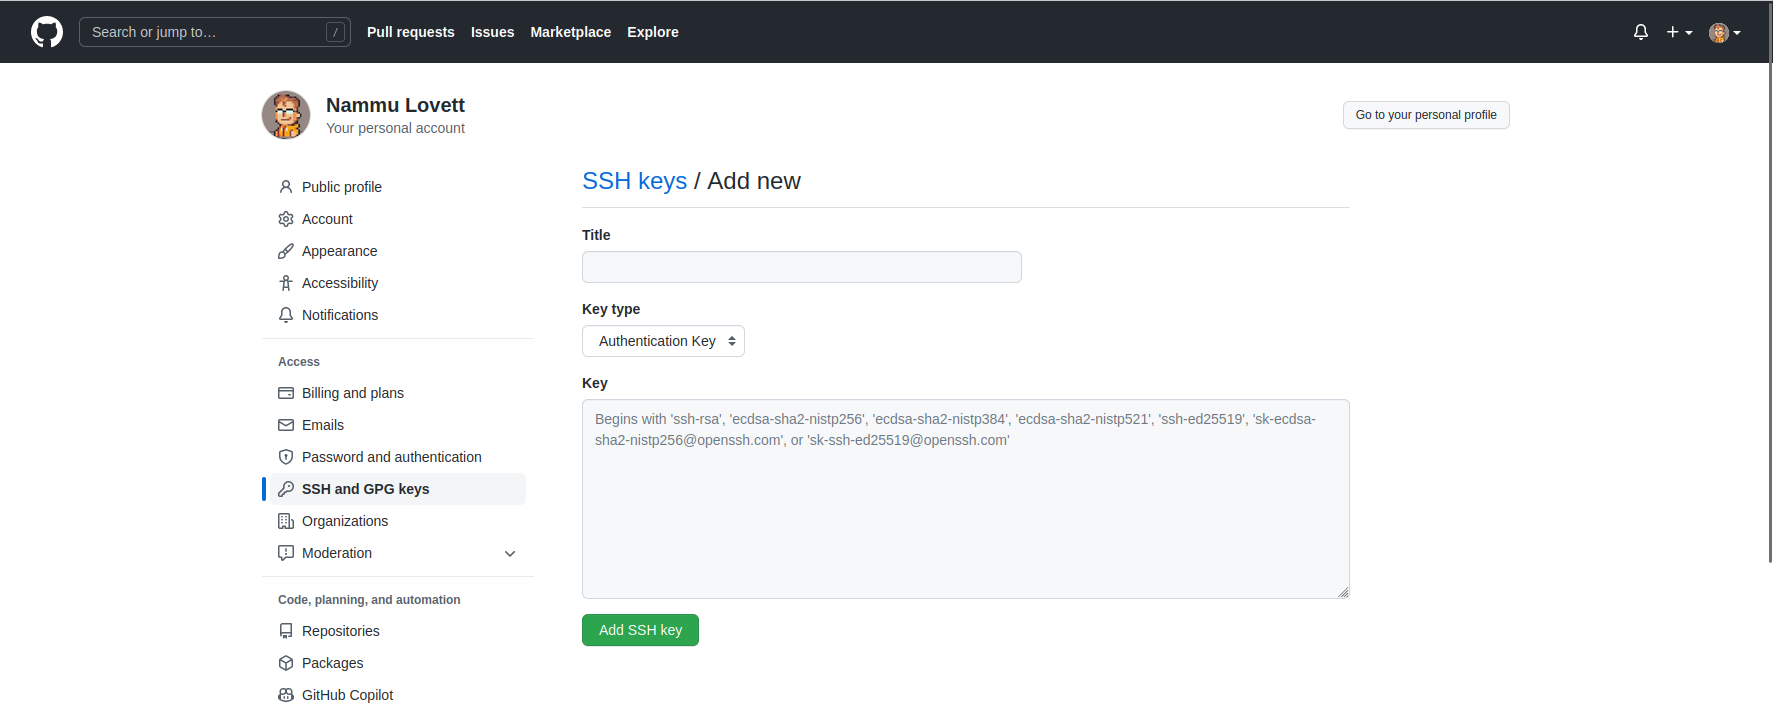 Search or jump to…
/
Pull requests
Issues
Marketplace
Explore
Nammu Lovett
Your personal account
Go to your personal profile
Public profile
Account
Appearance
Accessibility
Notifications
Access
Billing and plans
Emails
Password and authentication
SSH and GPG keys
Organizations
Moderation
Code, planning, and automation
Repositories
Packages
GitHub Copilot
SSH keys / Add new
Title
Key type
Authentication Key
Key
Begins with 'ssh-rsa', 'ecdsa-sha2-nistp256', 'ecdsa-sha2-nistp384', 'ecdsa-sha2-nistp521', 'ssh-ed25519', 'sk-ecdsa-
sha2-nistp256@openssh.com', or 'sk-ssh-ed25519@openssh.com'
Add SSH key